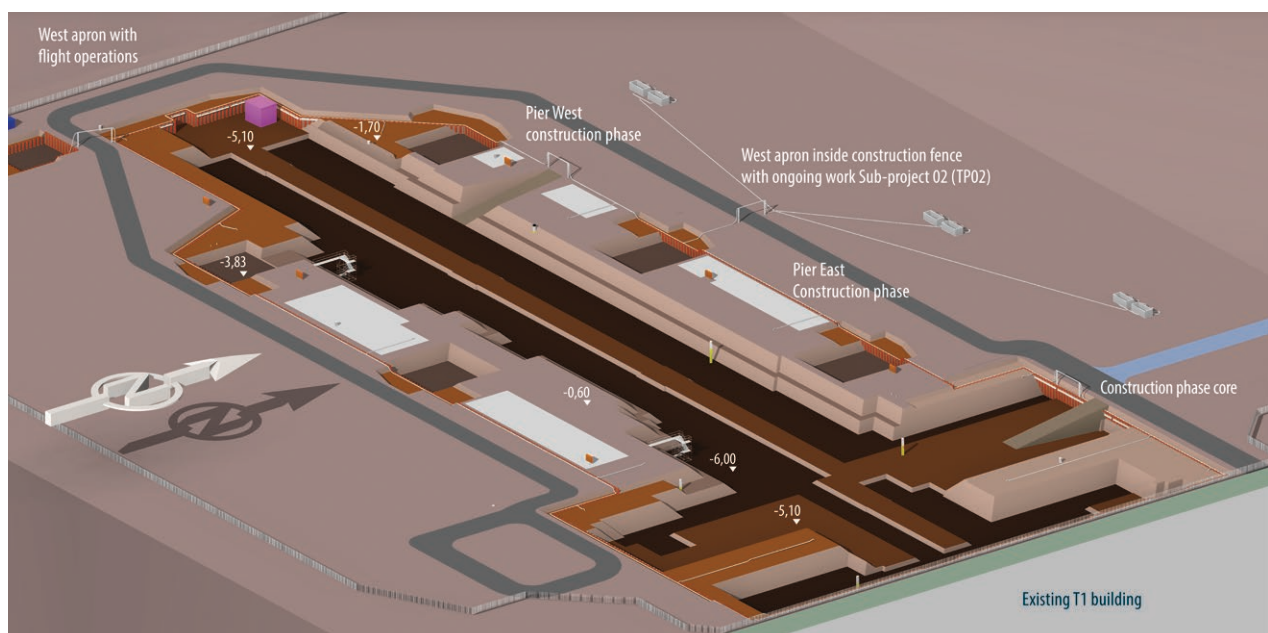 West apron with
flight operations
Pier West
construction phase
-5,10
-1,70
West apron inside construction fence
with ongoing work Sub-project 02 (TP02)
-3,83
Pier East
Construction phase
-0,60
Construction phase core
-6,00
-5,10
Existing T1 building
N
N